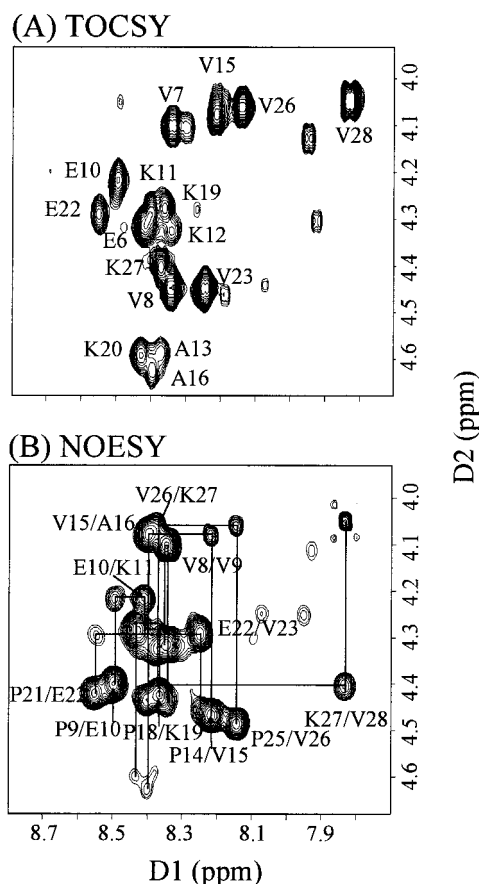 (A) TOCSY
V15
V7
V26
V28
E10
K11
K19
E22
E6
K12
K27
V23
V8
K20
A13
A16
4.0
4.1
4.2
4.3
4.4
4.5
4.6
D2 (ppm)
(B) NOESY
V26/K27
V15/A16
E10/K11
V8/V9
E22/V23
P21/E22
P9/E10
P18/K19
K27/V28
P14/V15
P25/V26
4.0
4.1
4.2
4.3
4.4
4.5
4.6
8.7
8.5
8.3
8.1
7.9
D1 (ppm)